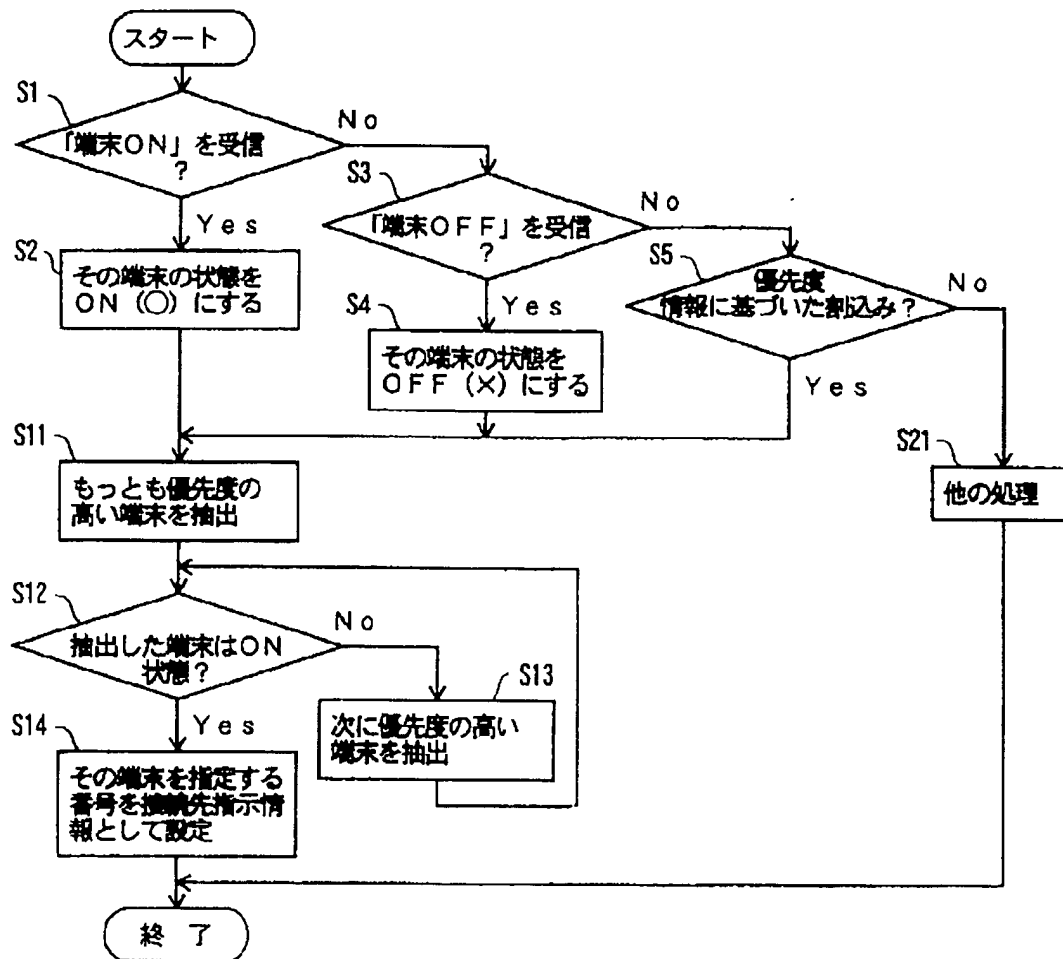 スタート
S1
「端末ON」を受信
?
No
Yes
S2
その端末の状態を
ON（○）にする
S3
「端末OFF」を受信
?
No
Yes
S4
その端末の状態を
OFF（×）にする
S5
優先度
情報に基づいた割込み?
No
Yes
S11
もっとも優先度の
高い端末を抽出
S21
他の処理
S12
抽出した端末はON
状態?
No
Yes
S13
次に優先度の高い
端末を抽出
S14
その端末を指定する
番号を接続先指示情
報として設定
終 了